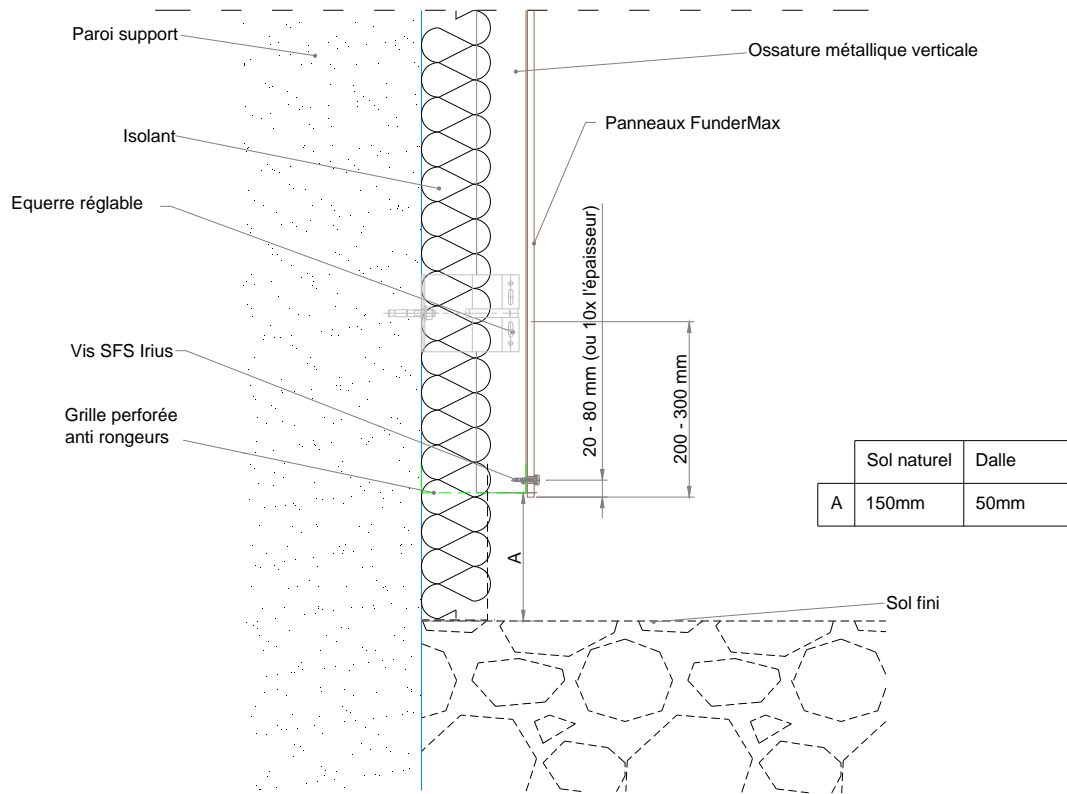 Paroi support
Ossature métallique verticale
Panneaux FunderMax
Isolant
Equerre réglable
20 - 80 mm (ou 10x l'épaisseur)
200 - 300 mm
Vis SFS Irius
Grille perforée
anti rongeurs
Sol naturel Dalle
A 150mm 50mm
A
Sol fini